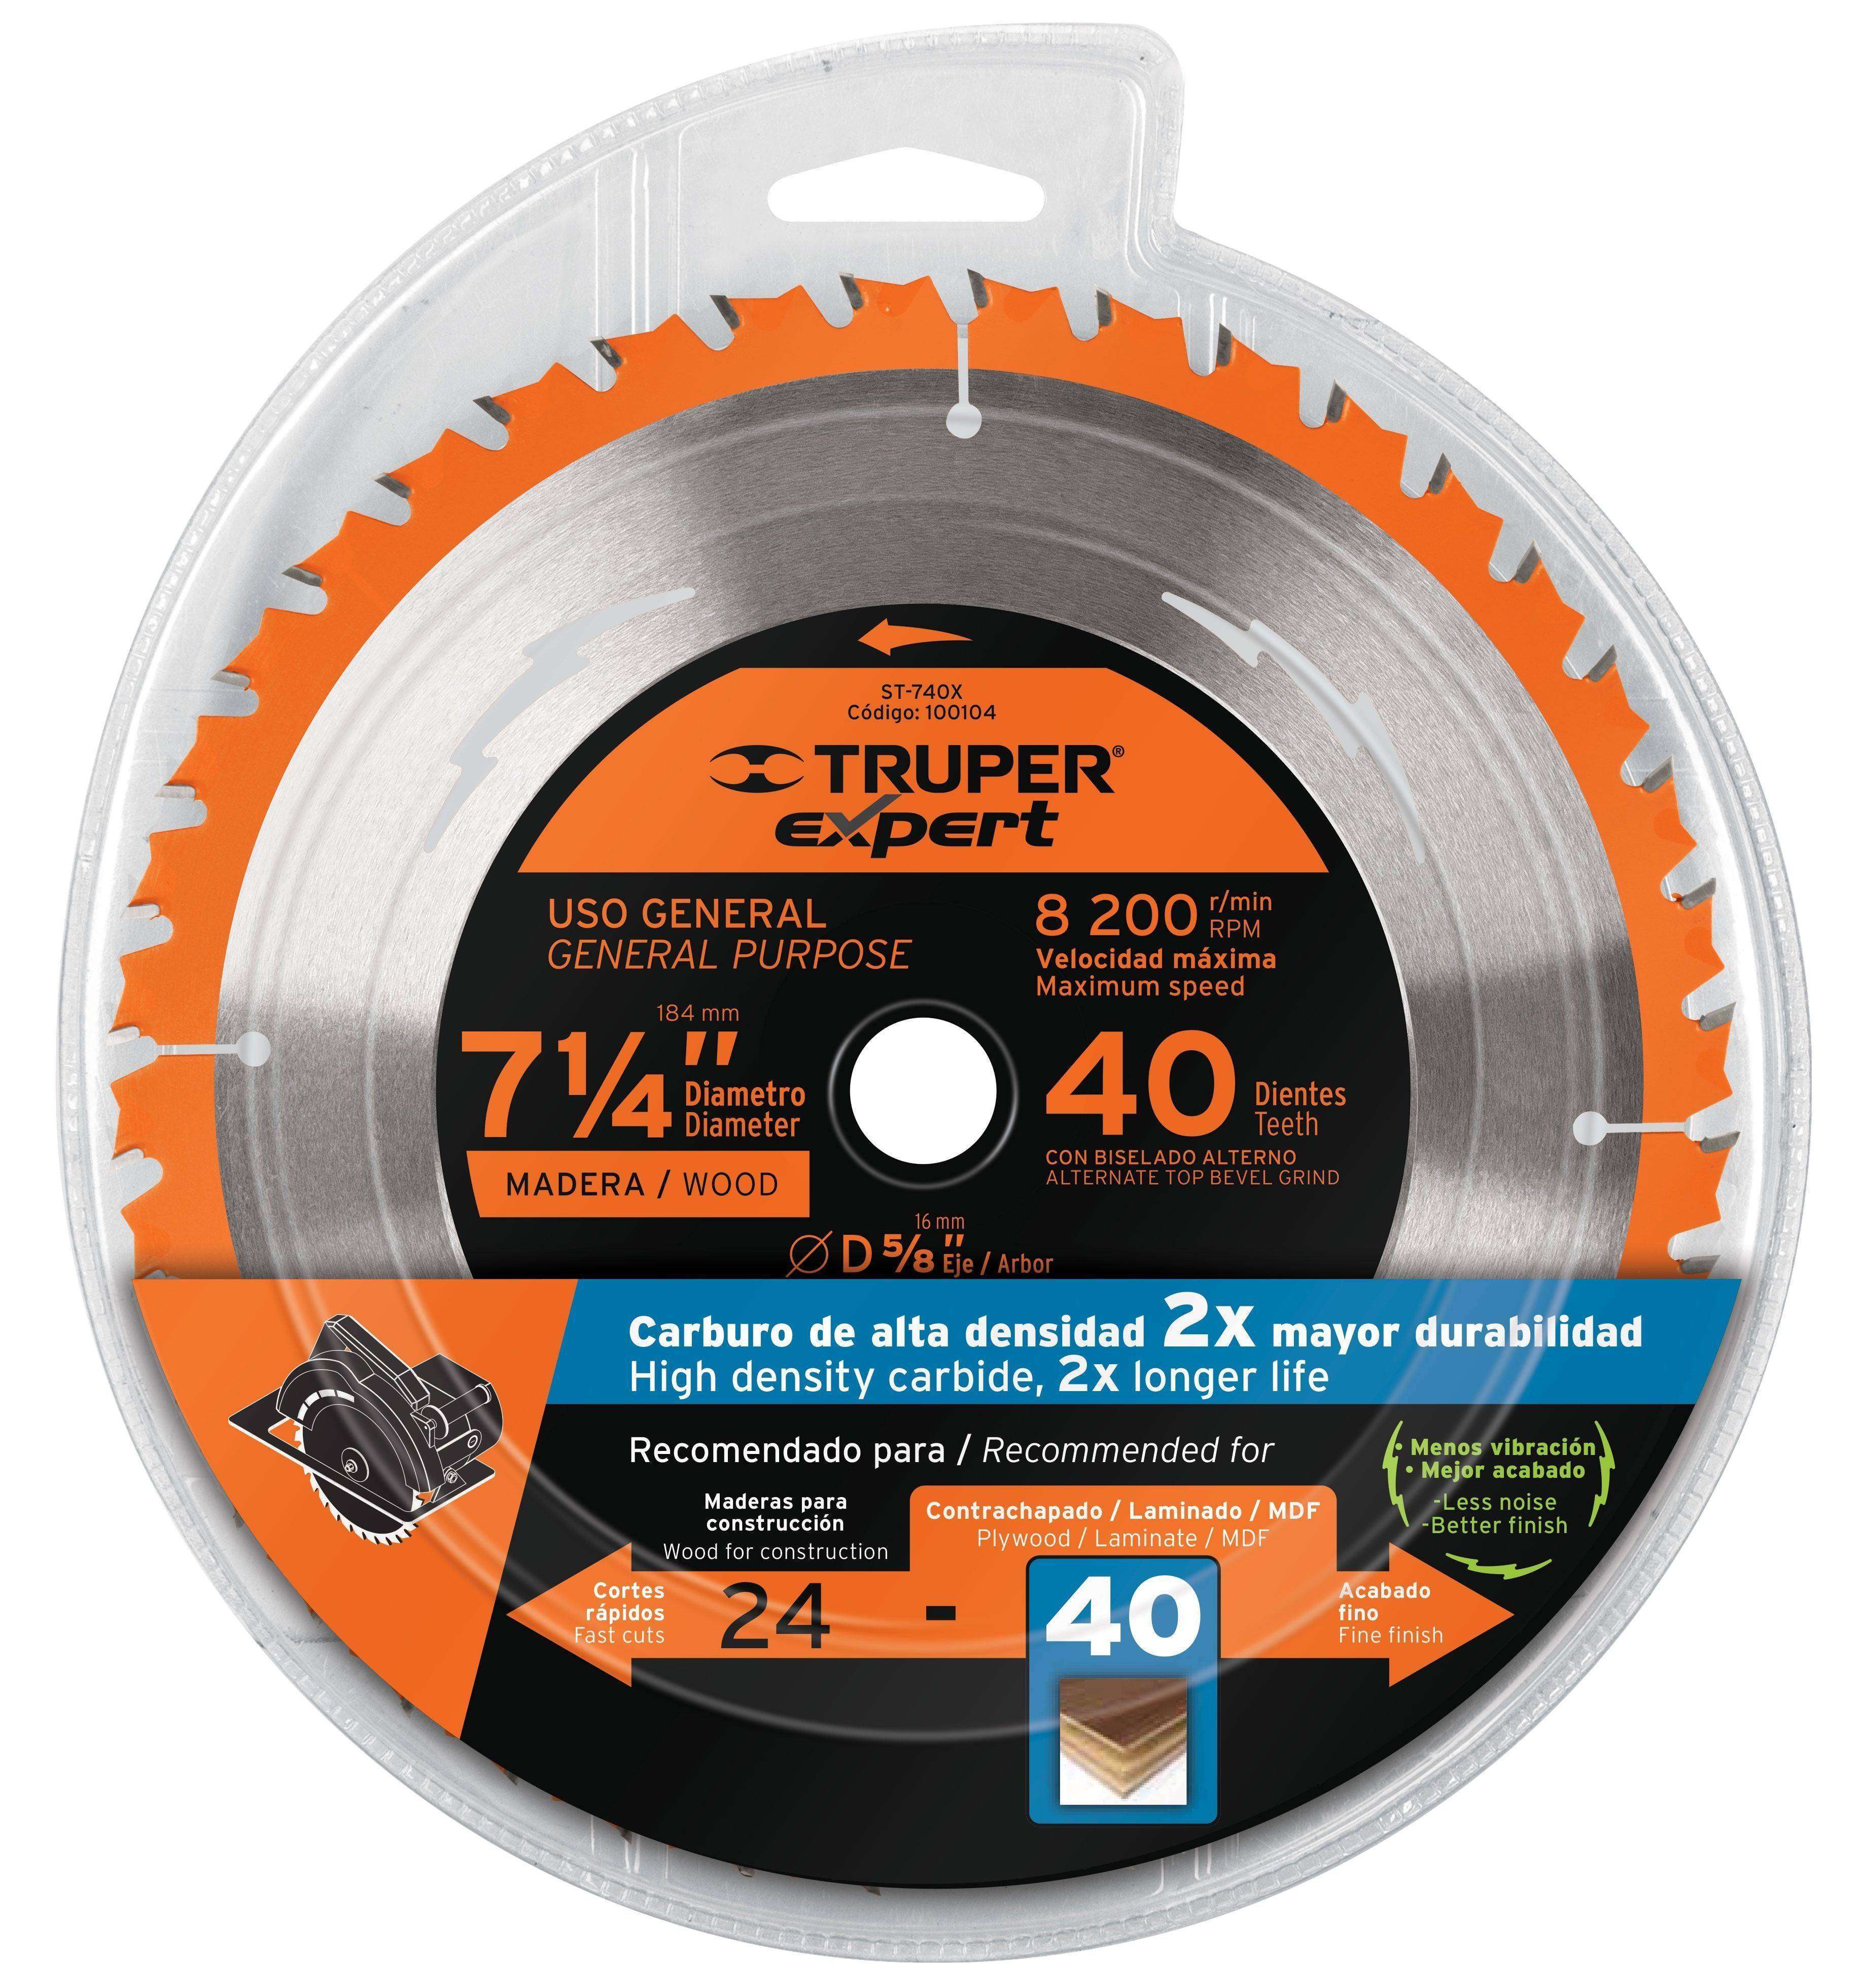 ST-740X
Código: 100104
TRUPER®
expert
USO GENERAL
GENERAL PURPOSE
8 200 r/min
RPM
Velocidad máxima
Maximum speed
184 mm
7 1/4"
Diametro
Diameter
MADERA / WOOD
40 Dientes
Teeth
CON BISELADO ALTERNO
ALTERNATE TOP BEVEL GRIND
16 mm
Ø D 5/8" Eje / Arbor
Carburo de alta densidad 2x mayor durabilidad
High density carbide, 2x longer life
Recomendado para / Recommended for
• Menos vibración
• Mejor acabado
-Less noise
-Better finish
Maderas para
construcción
Wood for construction
Contrachapado / Laminado / MDF
Plywood / Laminate / MDF
Cortes
rápidos
Fast cuts
24 - 40
Acabado
fino
Fine finish